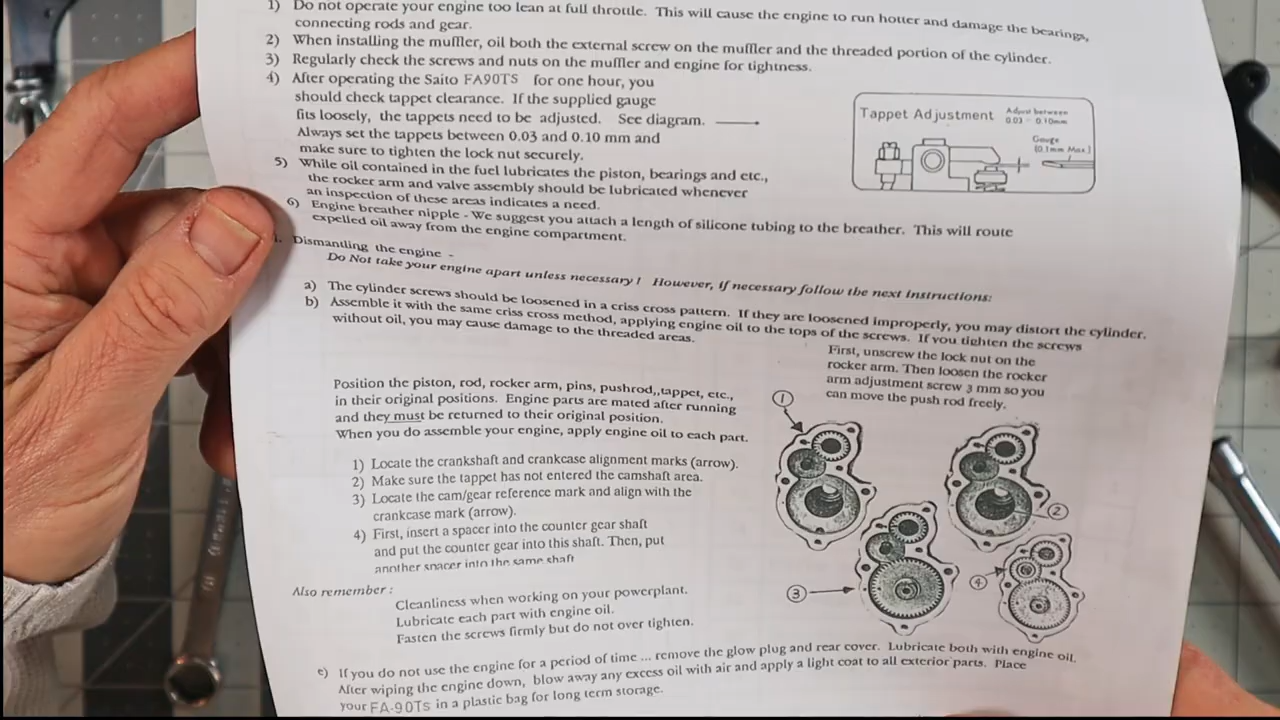 1) Do not operate your engine too lean at full throttle. This will cause the engine to run hotter and damage the bearings,
connecting rods and gear.
2) When installing the muffler, oil both the external screw on the muffler and the threaded portion of the cylinder.
3) Regularly check the screws and nuts on the muffler and engine for tightness.
4) After operating the Saito FA90TS for one hour, you
should check tappet clearance. If the supplied gauge
fits loosely, the tappets need to be adjusted. See diagram.
Always set the tappets between 0.03 and 0.10 mm and
make sure to tighten the lock nut securely.
Tappet Adjustment
Adjust between
0.03 - 0.10mm
Gauge
(0.1mm Max.)
5) While oil contained in the fuel lubricates the piston, bearings and etc.,
the rocker arm and valve assembly should be lubricated whenever
an inspection of these areas indicates a need.
6) Engine breather nipple - We suggest you attach a length of silicone tubing to the breather. This will route
expelled oil away from the engine compartment.
Dismantling the engine -
Do Not take your engine apart unless necessary! However, if necessary follow the next instructions:
a) The cylinder screws should be loosened in a criss cross pattern. If they are loosened improperly, you may distort the cylinder.
b) Assemble it with the same criss cross method, applying engine oil to the tops of the screws. If you tighten the screws
without oil, you may cause damage to the threaded areas.
First, unscrew the lock nut on the
rocker arm. Then loosen the rocker
arm adjustment screw 3 mm so you
can move the push rod freely.
Position the piston, rod, rocker arm, pins, pushrod,,tappet, etc.,
in their original positions. Engine parts are mated after running
and they must be returned to their original position.
When you do assemble your engine, apply engine oil to each part.
1) Locate the crankshaft and crankcase alignment marks (arrow).
2) Make sure the tappet has not entered the camshaft area.
3) Locate the cam/gear reference mark and align with the
crankcase mark (arrow).
4) First, insert a spacer into the counter gear shaft
and put the counter gear into this shaft. Then, put
another spacer into the same shaft
1
2
3
4
Also remember :
Cleanliness when working on your powerplant.
Lubricate each part with engine oil.
Fasten the screws firmly but do not over tighten.
e) If you do not use the engine for a period of time ... remove the glow plug and rear cover. Lubricate both with engine oil.
After wiping the engine down, blow away any excess oil with air and apply a light coat to all exterior parts. Place
your FA-90Ts in a plastic bag for long term storage.